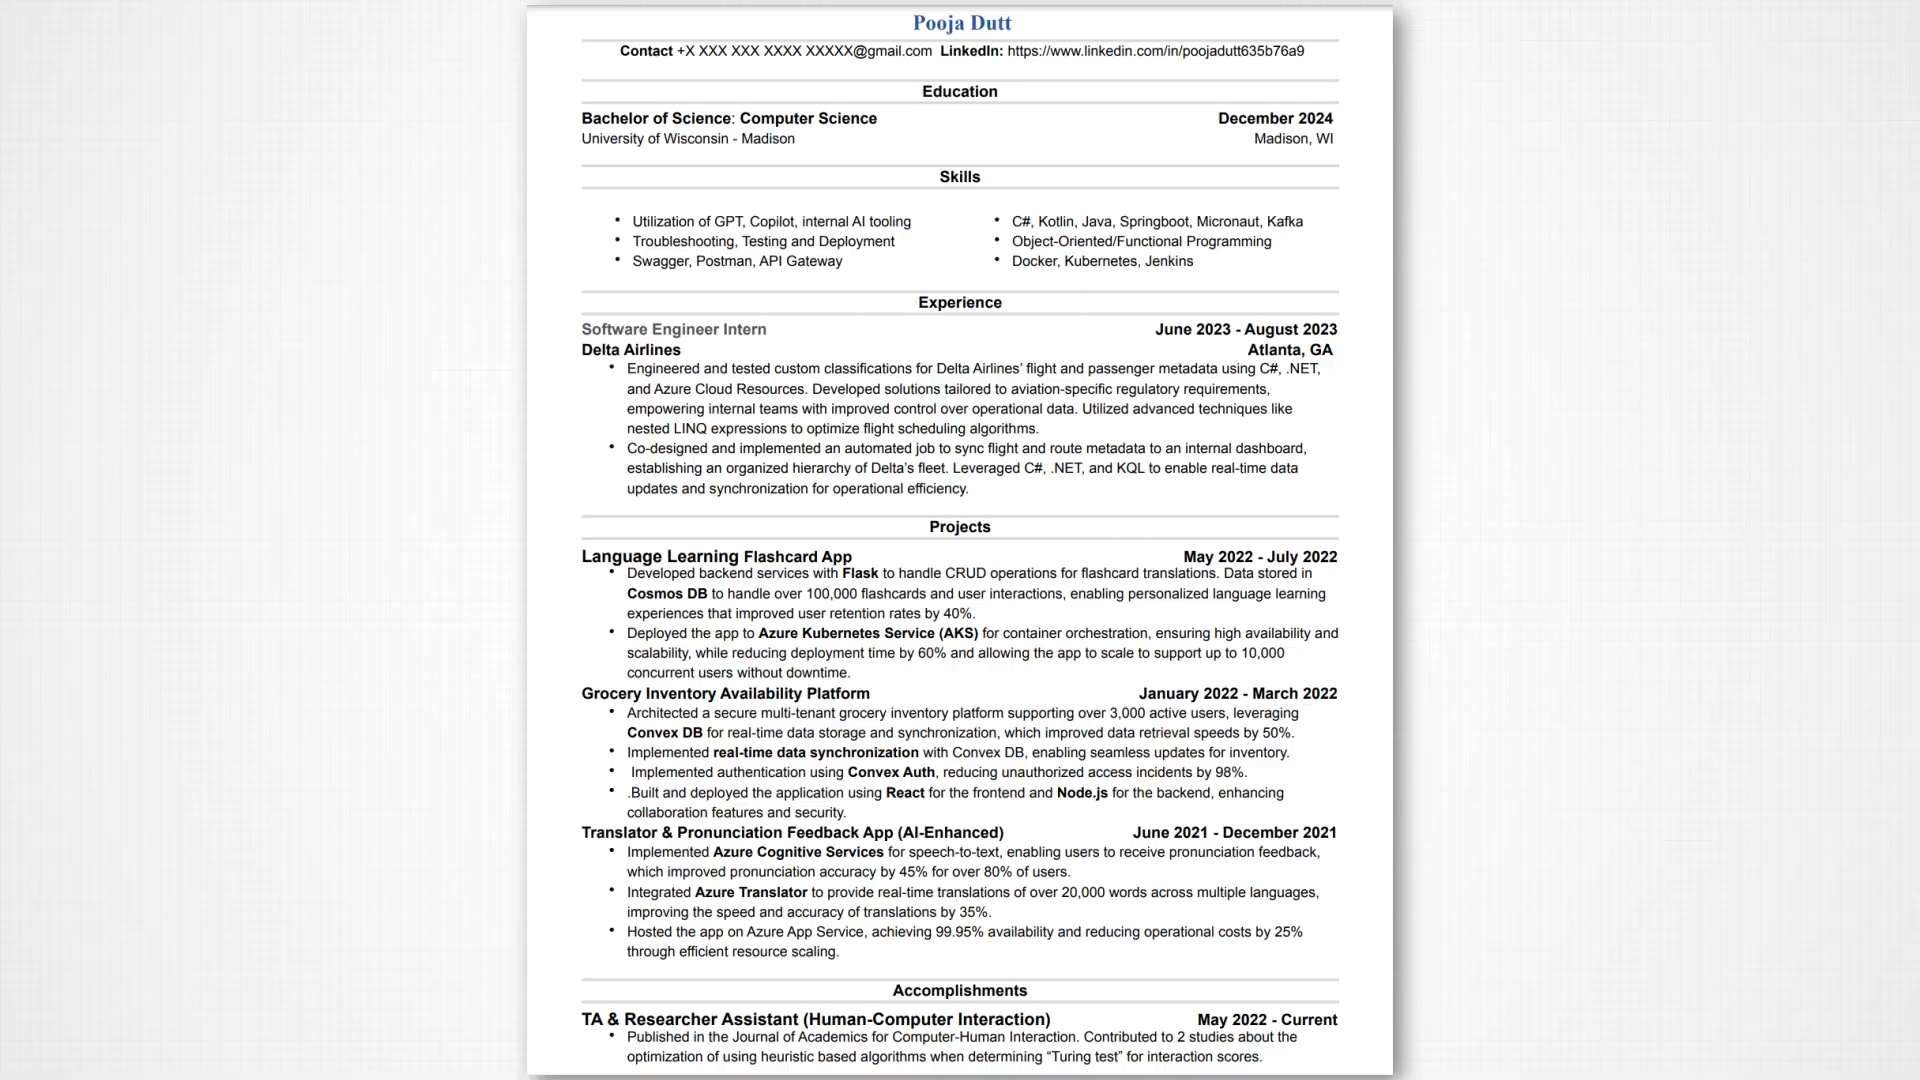 Pooja Dutt
Contact +X XXX XXX XXXX XXXXX@gmail.com LinkedIn: https://www.linkedin.com/in/poojadutt635b76a9
Education
Bachelor of Science: Computer Science December 2024
University of Wisconsin - Madison Madison, WI
Skills
• Utilization of GPT, Copilot, internal AI tooling
• Troubleshooting, Testing and Deployment
• Swagger, Postman, API Gateway
• C#, Kotlin, Java, Springboot, Micronaut, Kafka
• Object-Oriented/Functional Programming
• Docker, Kubernetes, Jenkins
Experience
Software Engineer Intern June 2023 - August 2023
Delta Airlines Atlanta, GA
• Engineered and tested custom classifications for Delta Airlines’ flight and passenger metadata using C#, .NET,
and Azure Cloud Resources. Developed solutions tailored to aviation-specific regulatory requirements,
empowering internal teams with improved control over operational data. Utilized advanced techniques like
nested LINQ expressions to optimize flight scheduling algorithms.
• Co-designed and implemented an automated job to sync flight and route metadata to an internal dashboard,
establishing an organized hierarchy of Delta’s fleet. Leveraged C#, .NET, and KQL to enable real-time data
updates and synchronization for operational efficiency.
Projects
Language Learning Flashcard App May 2022 - July 2022
• Developed backend services with Flask to handle CRUD operations for flashcard translations. Data stored in
Cosmos DB to handle over 100,000 flashcards and user interactions, enabling personalized language learning
experiences that improved user retention rates by 40%.
• Deployed the app to Azure Kubernetes Service (AKS) for container orchestration, ensuring high availability and
scalability, while reducing deployment time by 60% and allowing the app to scale to support up to 10,000
concurrent users without downtime.
Grocery Inventory Availability Platform January 2022 - March 2022
• Architected a secure multi-tenant grocery inventory platform supporting over 3,000 active users, leveraging
Convex DB for real-time data storage and synchronization, which improved data retrieval speeds by 50%.
• Implemented real-time data synchronization with Convex DB, enabling seamless updates for inventory.
• Implemented authentication using Convex Auth, reducing unauthorized access incidents by 98%.
• .Built and deployed the application using React for the frontend and Node.js for the backend, enhancing
collaboration features and security.
Translator & Pronunciation Feedback App (AI-Enhanced) June 2021 - December 2021
• Implemented Azure Cognitive Services for speech-to-text, enabling users to receive pronunciation feedback,
which improved pronunciation accuracy by 45% for over 80% of users.
• Integrated Azure Translator to provide real-time translations of over 20,000 words across multiple languages,
improving the speed and accuracy of translations by 35%.
• Hosted the app on Azure App Service, achieving 99.95% availability and reducing operational costs by 25%
through efficient resource scaling.
Accomplishments
TA & Researcher Assistant (Human-Computer Interaction) May 2022 - Current
• Published in the Journal of Academics for Computer-Human Interaction. Contributed to 2 studies about the
optimization of using heuristic based algorithms when determining “Turing test” for interaction scores.